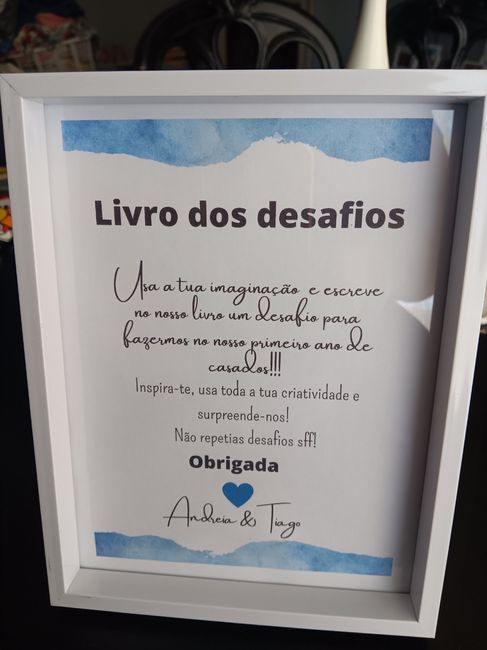 Livro dos desafios
Usa a tua imaginação e escreve
no nosso livro um desafio para
fazermos no nosso primeiro ano de
casados!!!
Inspira-te, usa toda a tua criatividade e
surpreende-nos!
Não repetias desafios sff!
Obrigada
Andreia & Tiago